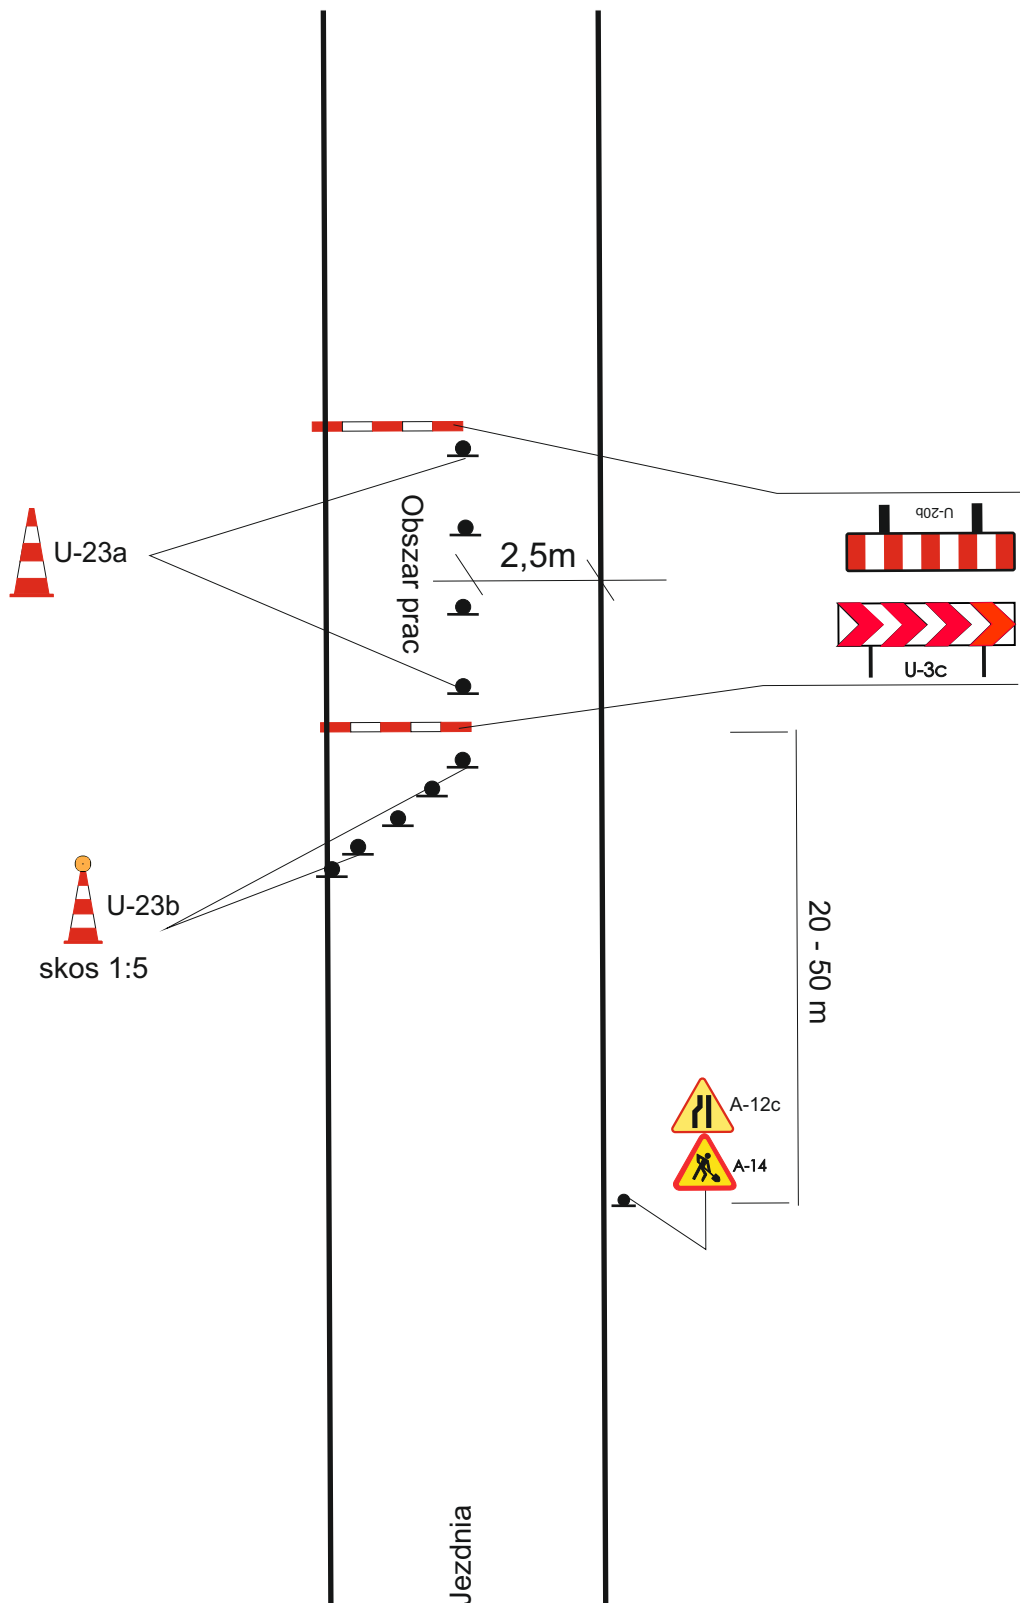 U-20b
Obszar prac
2,5m
U-23a
U-3c
U-23b
skos 1:5
20 - 50 m
A-12c
A-14
Jezdnia